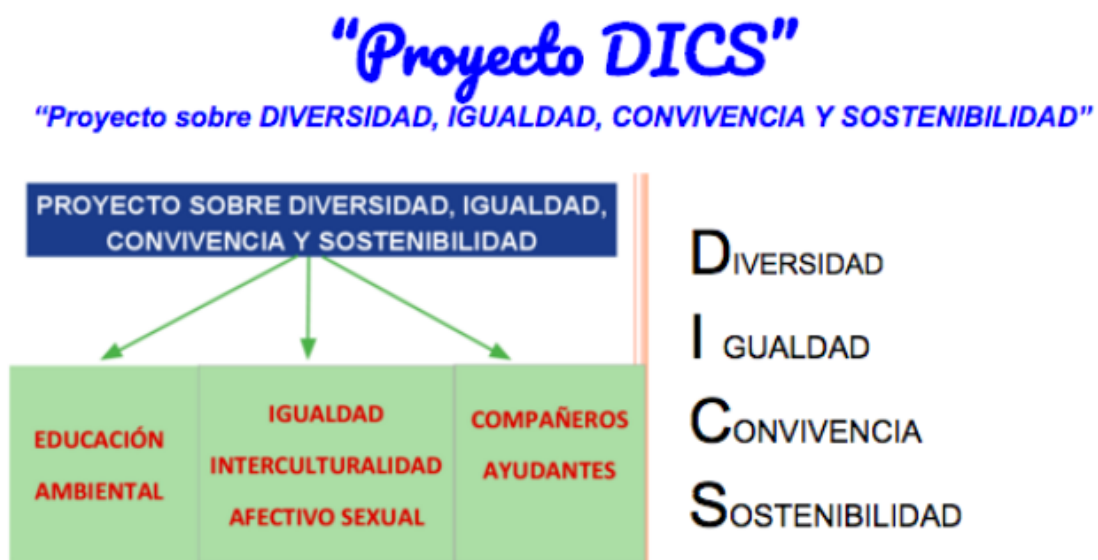 “Proyecto DICS”
“Proyecto sobre DIVERSIDAD, IGUALDAD, CONVIVENCIA Y SOSTENIBILIDAD”
PROYECTO SOBRE DIVERSIDAD, IGUALDAD,
CONVIVENCIA Y SOSTENIBILIDAD
EDUCACIÓN
AMBIENTAL
IGUALDAD
INTERCULTURALIDAD
AFECTIVO SEXUAL
COMPAÑEROS
AYUDANTES
DIVERSIDAD
I GUALDAD
CONVIVENCIA
SOSTENIBILIDAD